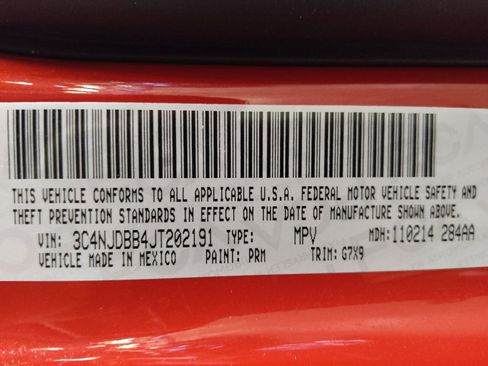 THIS VEHICLE CONFORMS TO ALL APPLICABLE U.S.A. FEDERAL MOTOR VEHICLE SAFETY AND
THEFT PREVENTION STANDARDS IN EFFECT ON THE DATE OF MANUFACTURE SHOWN ABOVE.
VIN: 3C4NJDBB4JT202191 TYPE: MPV MDH: 110214 284AA
VEHICLE MADE IN MEXICO PAINT: PRM TRIM: G7X9